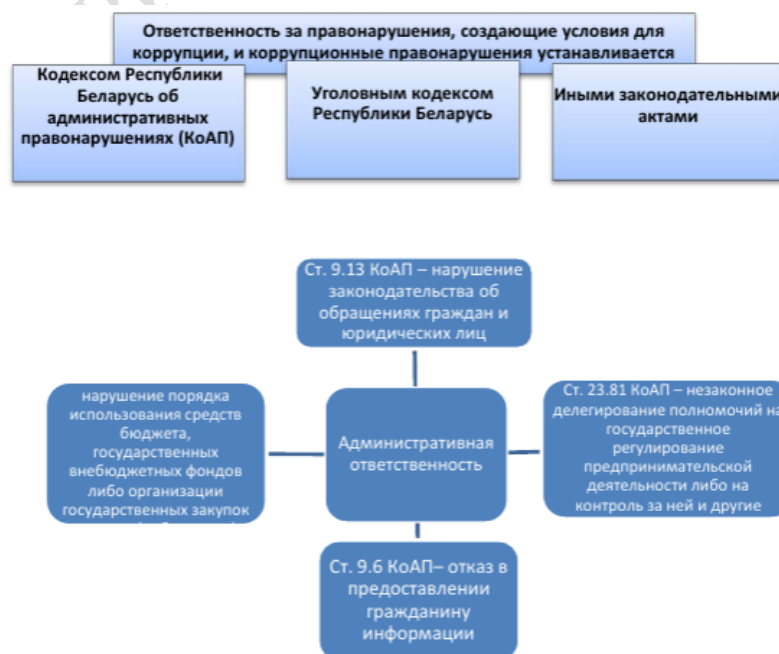 Ответственность за правонарушения, создающие условия для
коррупции, и коррупционные правонарушения устанавливается
Кодексом Республики
Беларусь об
административных
правонарушениях (КоАП)
Уголовным кодексом
Республики Беларусь
Иными законодательными
актами
Ст. 9.13 КоАП – нарушение
законодательства об
обращениях граждан и
юридических лиц
нарушение порядка
использования средств
бюджета,
государственных
внебюджетных фондов
либо организации
государственных закупок
Административная
ответственность
Ст. 23.81 КоАП – незаконное
делегирование полномочий на
государственное
регулирование
предпринимательской
деятельности либо на
контроль за ней и другие
Ст. 9.6 КоАП– отказ в
предоставлении
гражданину
информации